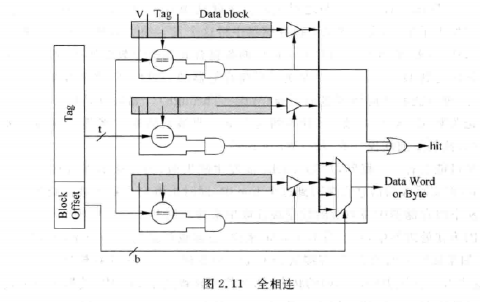 V Tag Data block
==
Tag
t
==
hit
Block
Offset
==
Data Word
or Byte
b
图 2.11 全相连